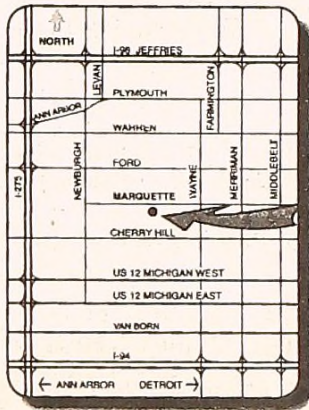 NORTH
I-96 JEFFRIES
LEVAN
FARMINGTON
PLYMOUTH
ANN ARBOR
WARREN
FORD
NEWBURGH
WAYNE
MERRIMAN
MIDDLEBELT
I-275
MARQUETTE
CHERRY HILL
US 12 MICHIGAN WEST
US 12 MICHIGAN EAST
VAN BORN
I-94
← ANN ARBOR DETROIT →